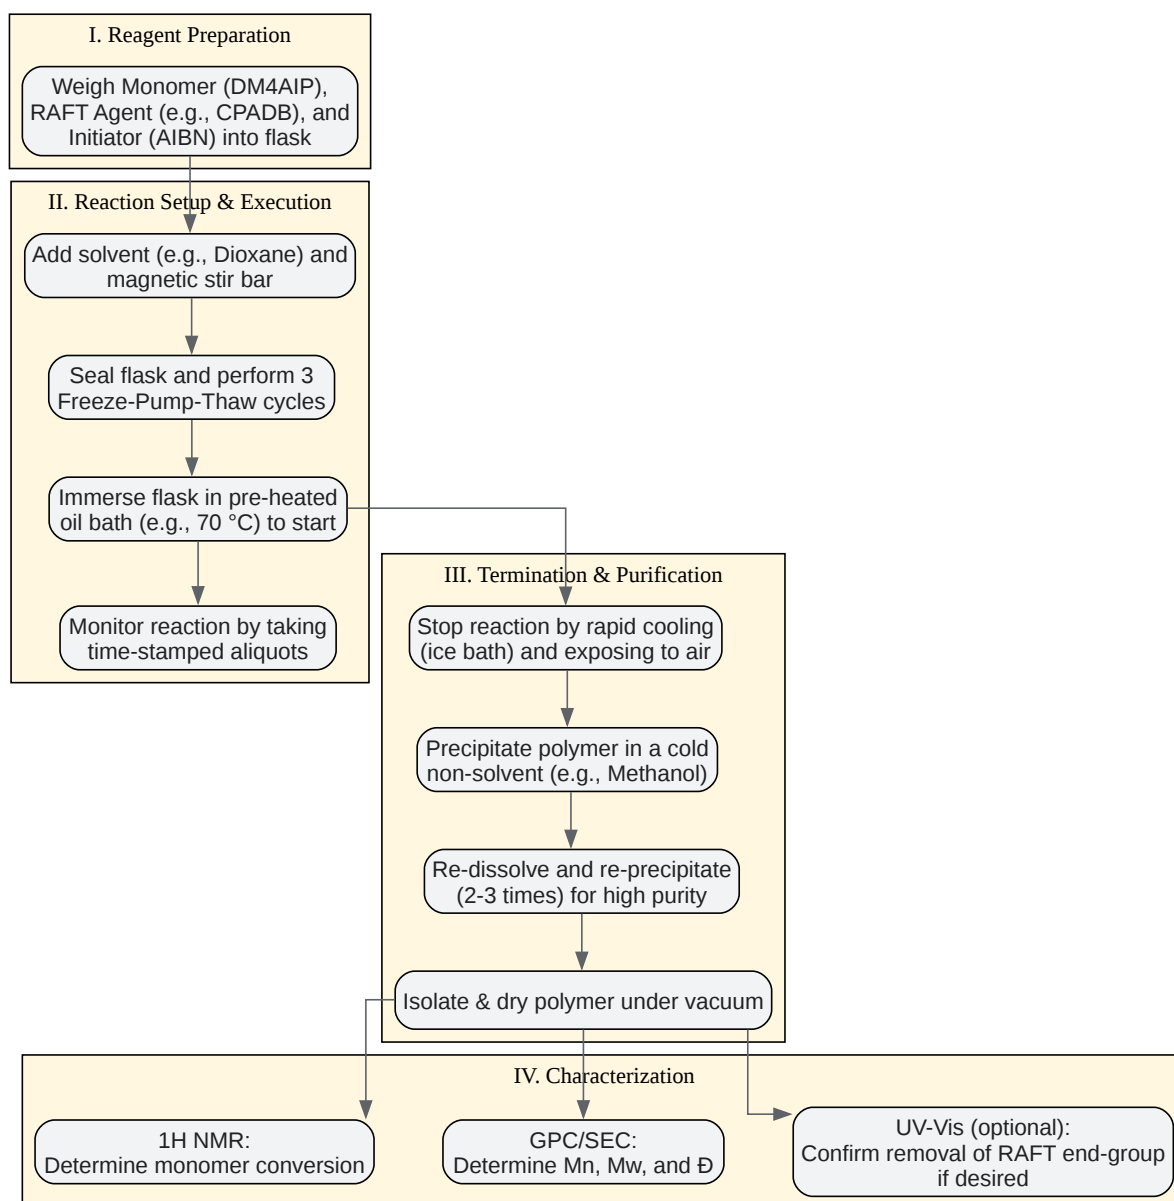 I. Reagent Preparation
Weigh Monomer (DM4AIP),
RAFT Agent (e.g., CPADB), and
Initiator (AIBN) into flask
II. Reaction Setup & Execution
Add solvent (e.g., Dioxane) and
magnetic stir bar
Seal flask and perform 3
Freeze-Pump-Thaw cycles
Immerse flask in pre-heated
oil bath (e.g., 70 °C) to start
Monitor reaction by taking
time-stamped aliquots
III. Termination & Purification
Stop reaction by rapid cooling
(ice bath) and exposing to air
Precipitate polymer in a cold
non-solvent (e.g., Methanol)
Re-dissolve and re-precipitate
(2-3 times) for high purity
Isolate & dry polymer under vacuum
IV. Characterization
1H NMR:
Determine monomer conversion
GPC/SEC:
Determine Mn, Mw, and Đ
UV-Vis (optional):
Confirm removal of RAFT end-group
if desired